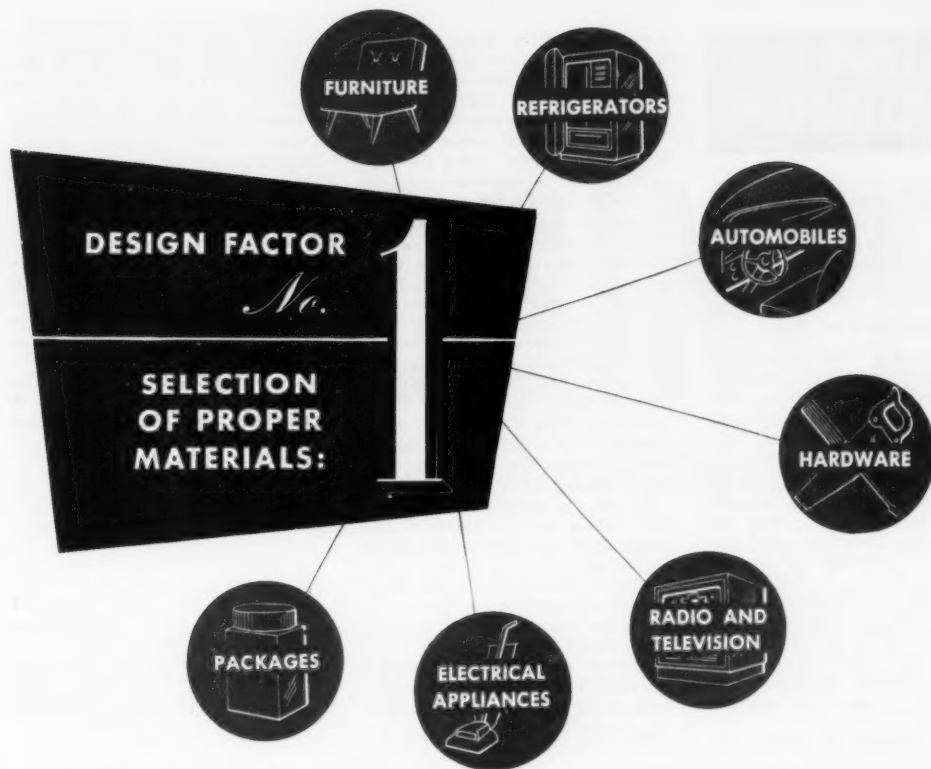 DESIGN FACTOR
No. 1
SELECTION
OF PROPER
MATERIALS:
FURNITURE
REFRIGERATORS
AUTOMOBILES
HARDWARE
RADIO AND
TELEVISION
ELECTRICAL
APPLIANCES
PACKAGES